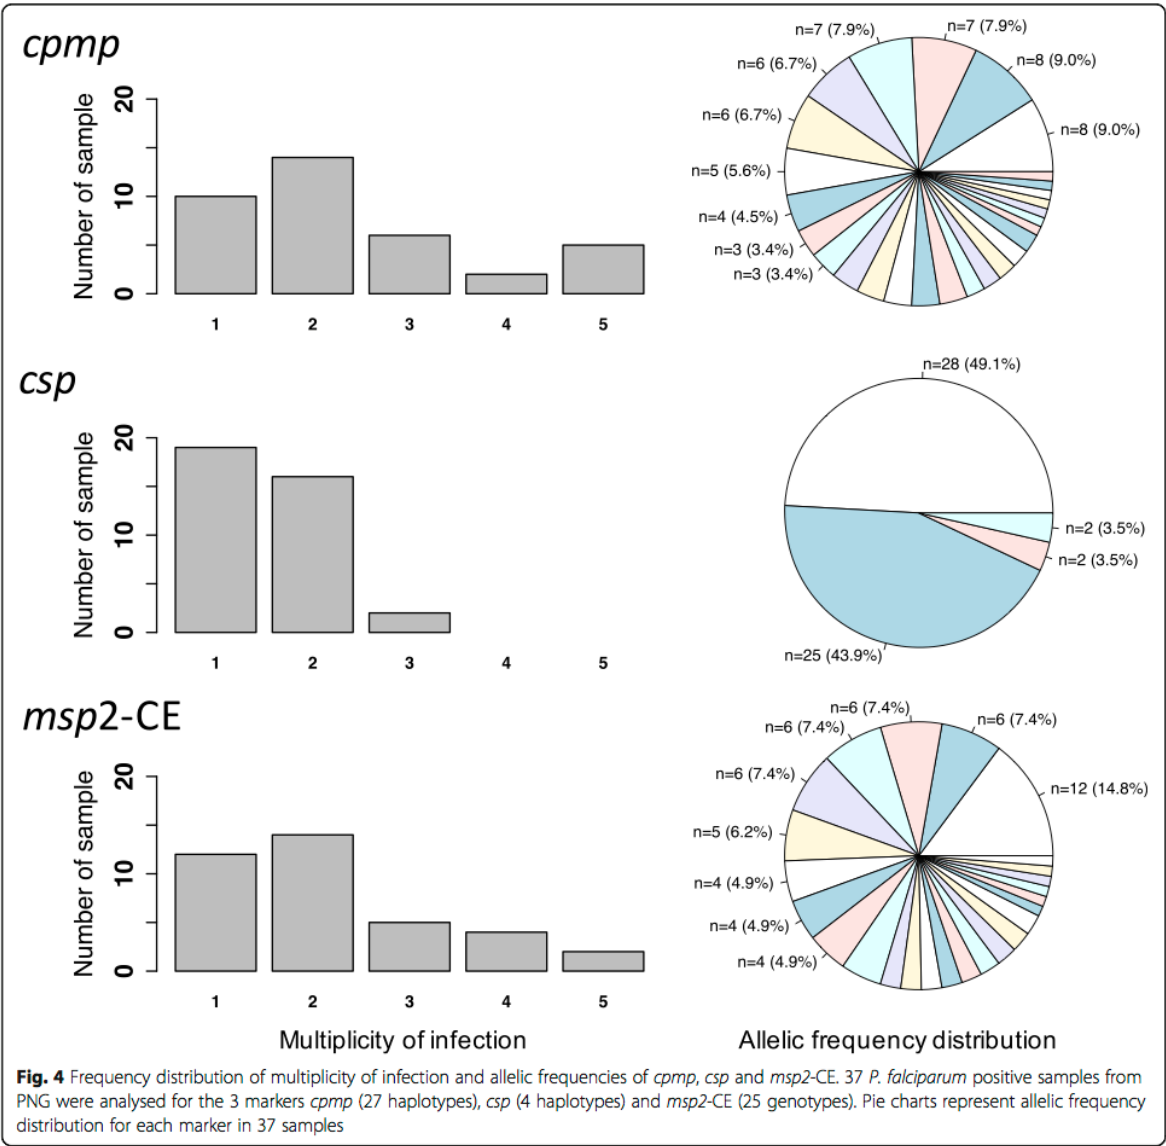 cpmp
Number of sample
20
10
0
1 2 3 4 5
n=7 (7.9%)
n=7 (7.9%)
n=6 (6.7%)
n=8 (9.0%)
n=6 (6.7%)
n=8 (9.0%)
n=5 (5.6%)
n=4 (4.5%)
n=3 (3.4%)
n=3 (3.4%)
csp
Number of sample
20
10
0
1 2 3 4 5
n=28 (49.1%)
n=2 (3.5%)
n=2 (3.5%)
n=25 (43.9%)
msp2-CE
Number of sample
20
10
0
1 2 3 4 5
n=6 (7.4%)
n=6 (7.4%)
n=6 (7.4%)
n=6 (7.4%)
n=12 (14.8%)
n=5 (6.2%)
n=4 (4.9%)
n=4 (4.9%)
n=4 (4.9%)
Multiplicity of infection
Allelic frequency distribution
Fig. 4 Frequency distribution of multiplicity of infection and allelic frequencies of cpmp, csp and msp2-CE. 37 P. falciparum positive samples from
PNG were analysed for the 3 markers cpmp (27 haplotypes), csp (4 haplotypes) and msp2-CE (25 genotypes). Pie charts represent allelic frequency
distribution for each marker in 37 samples